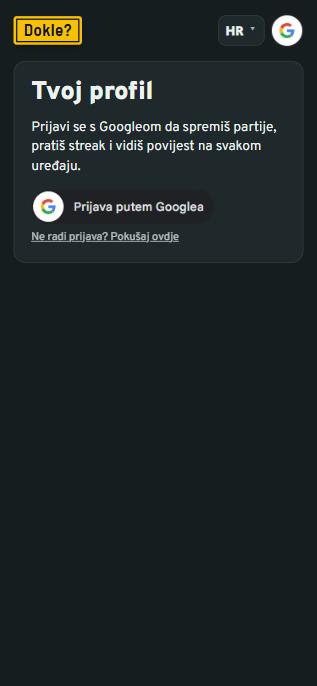 Dokle?
HR
Tvoj profil
Prijavi se s Googleom da spremiš partije,
pratiš streak i vidiš povijest na svakom
uređaju.
Prijava putem Googlea
Ne radi prijava? Pokušaj ovdje